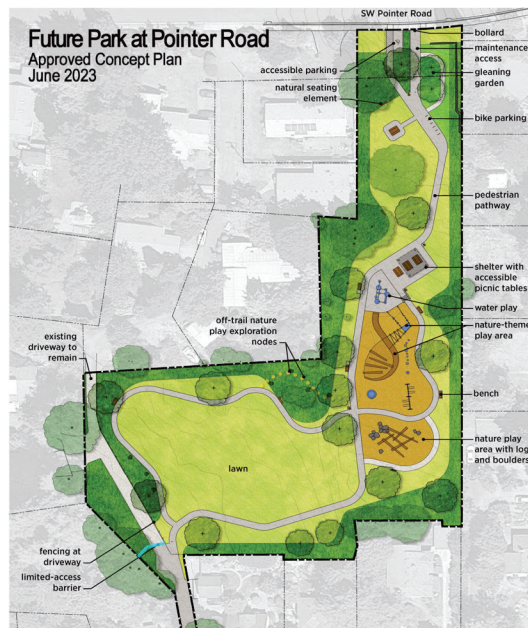 SW Pointer Road
Future Park at Pointer Road
Approved Concept Plan
June 2023
bollard
maintenance
access
accessible parking
gleaning
garden
natural seating
element
bike parking
pedestrian
pathway
shelter with
accessible
picnic tables
water play
off-trail nature
play exploration
nodes
nature-theme
play area
existing
driveway to
remain
bench
nature play
area with log
and boulders
lawn
fencing at
driveway
limited-access
barrier